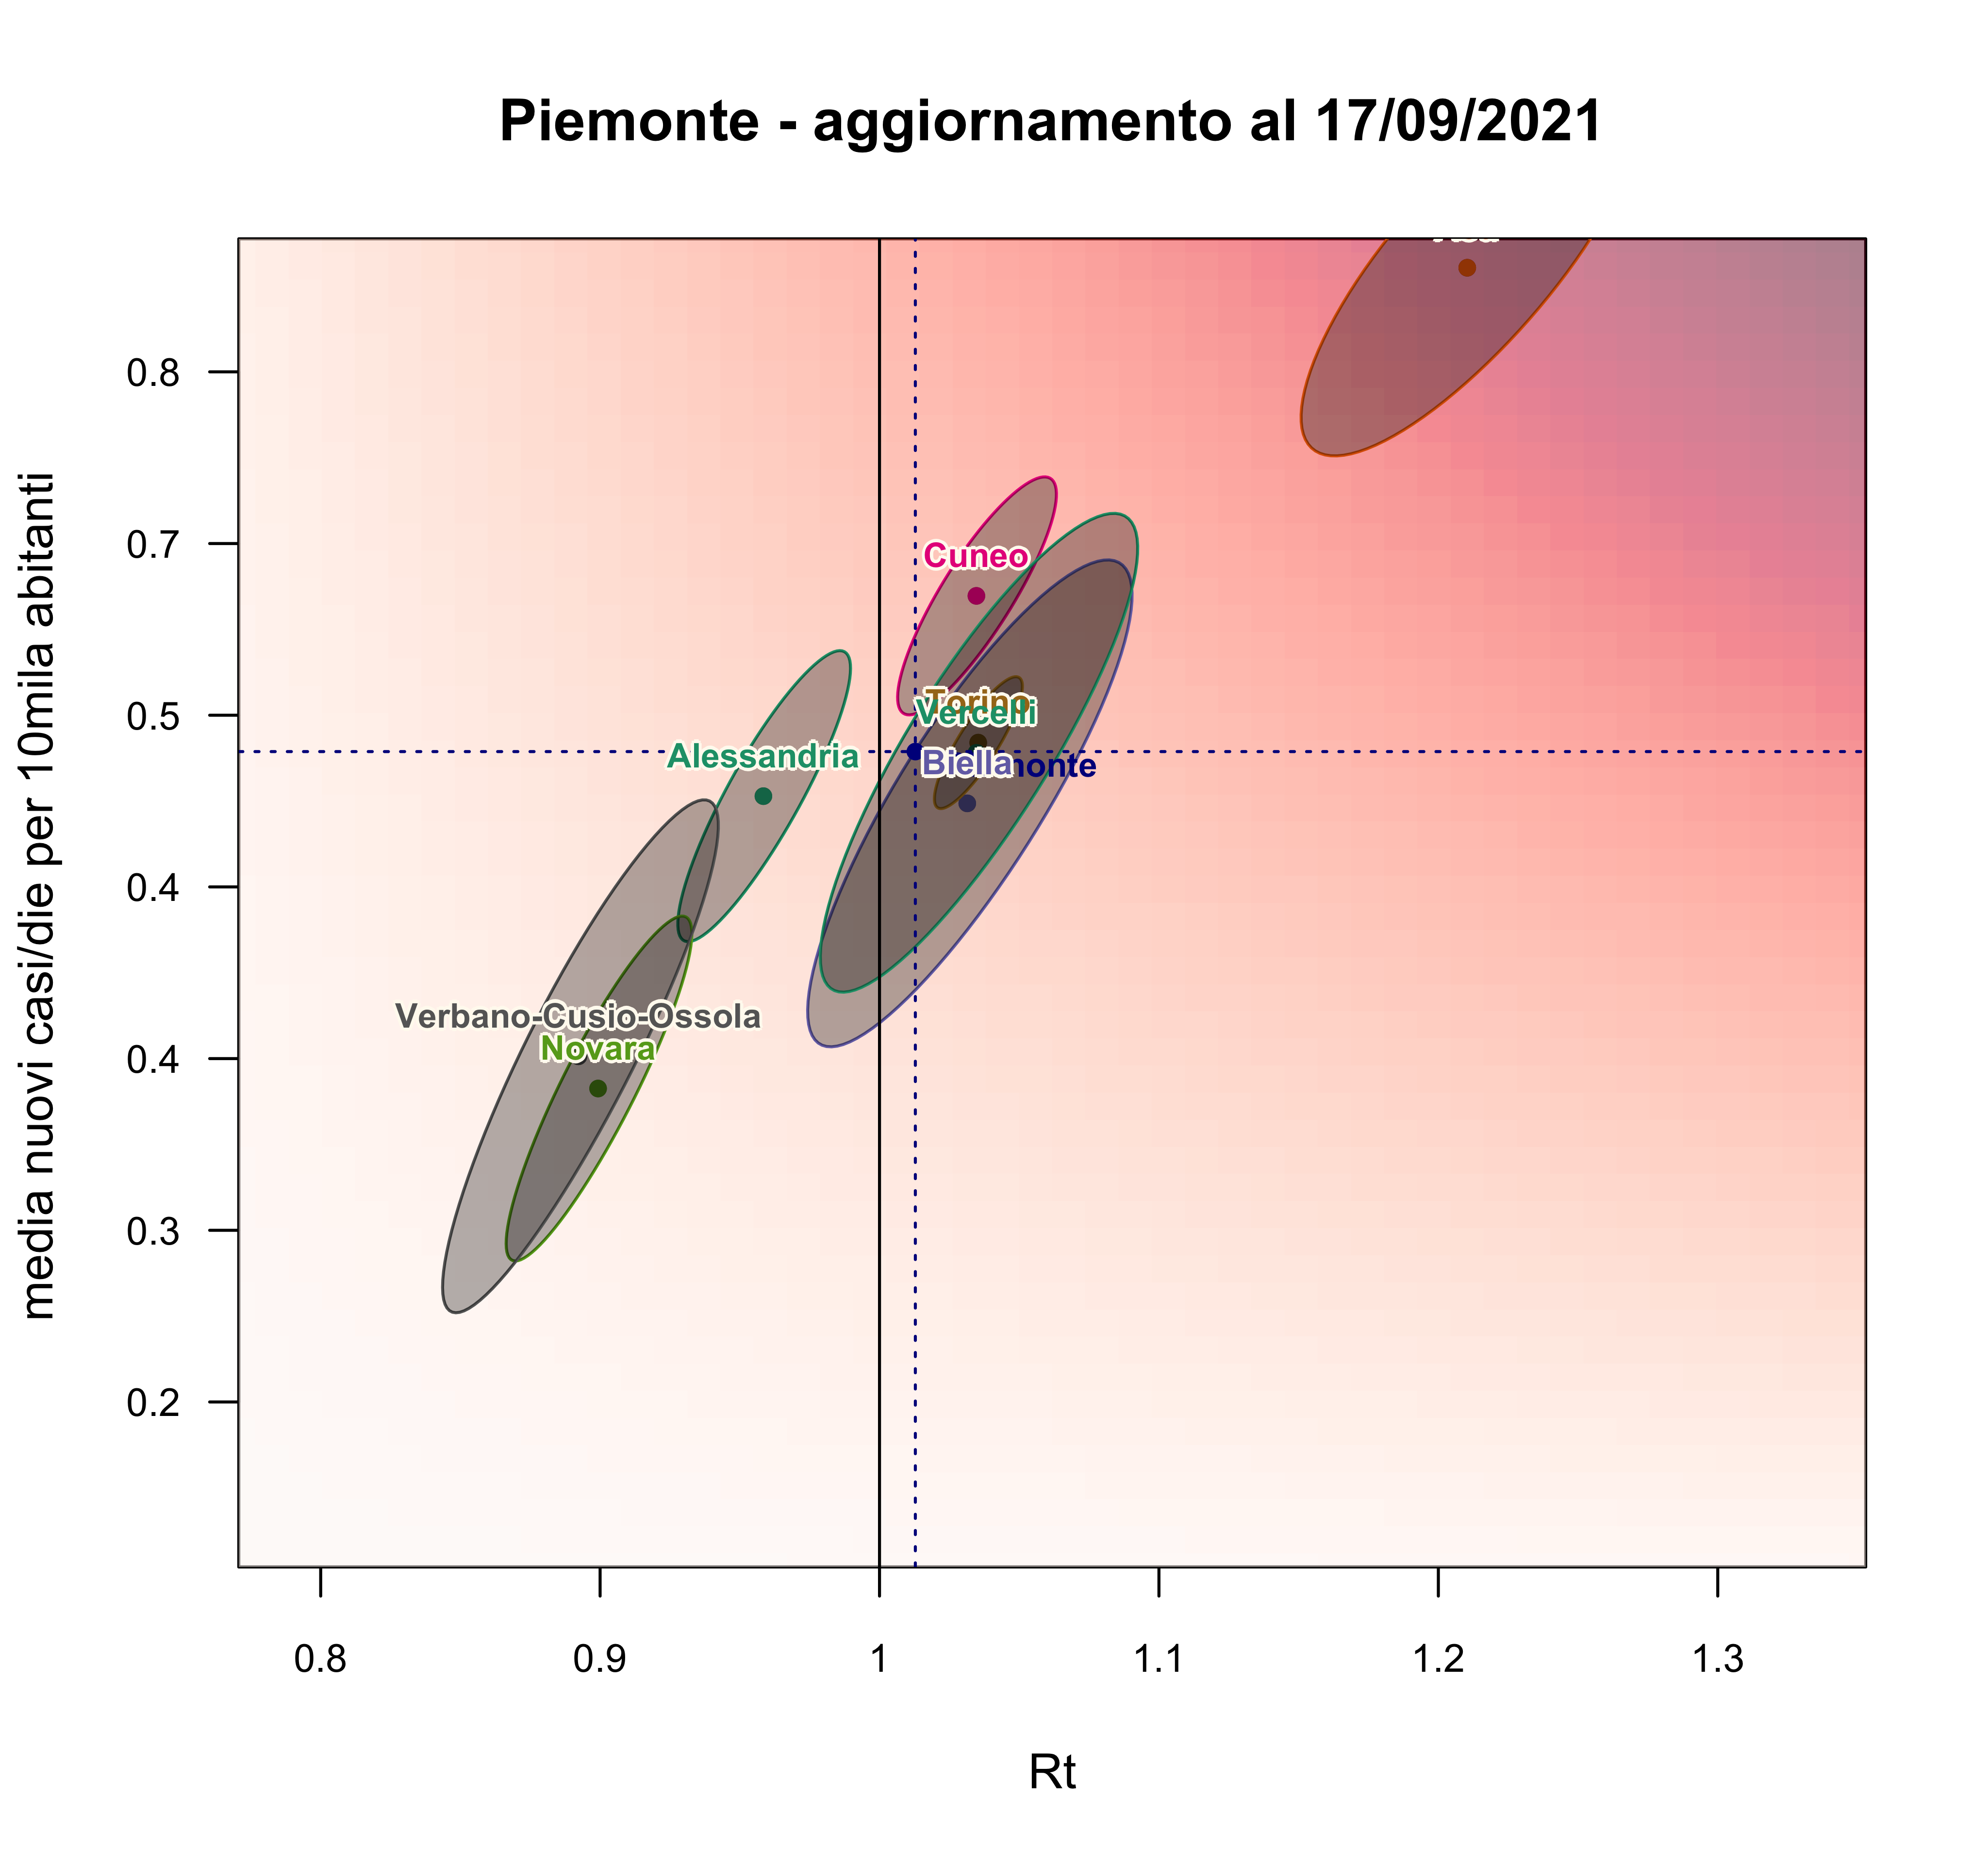 Piemonte - aggiornamento al 17/09/2021
media nuovi casi/die per 10mila abitanti
0.8
0.7
0.5
0.4
0.4
0.3
0.2
Cuneo
Torino
Vercelli
Alessandria
Biella
Verbano-Cusio-Ossola
Novara
0.8 0.9 1 1.1 1.2 1.3
Rt